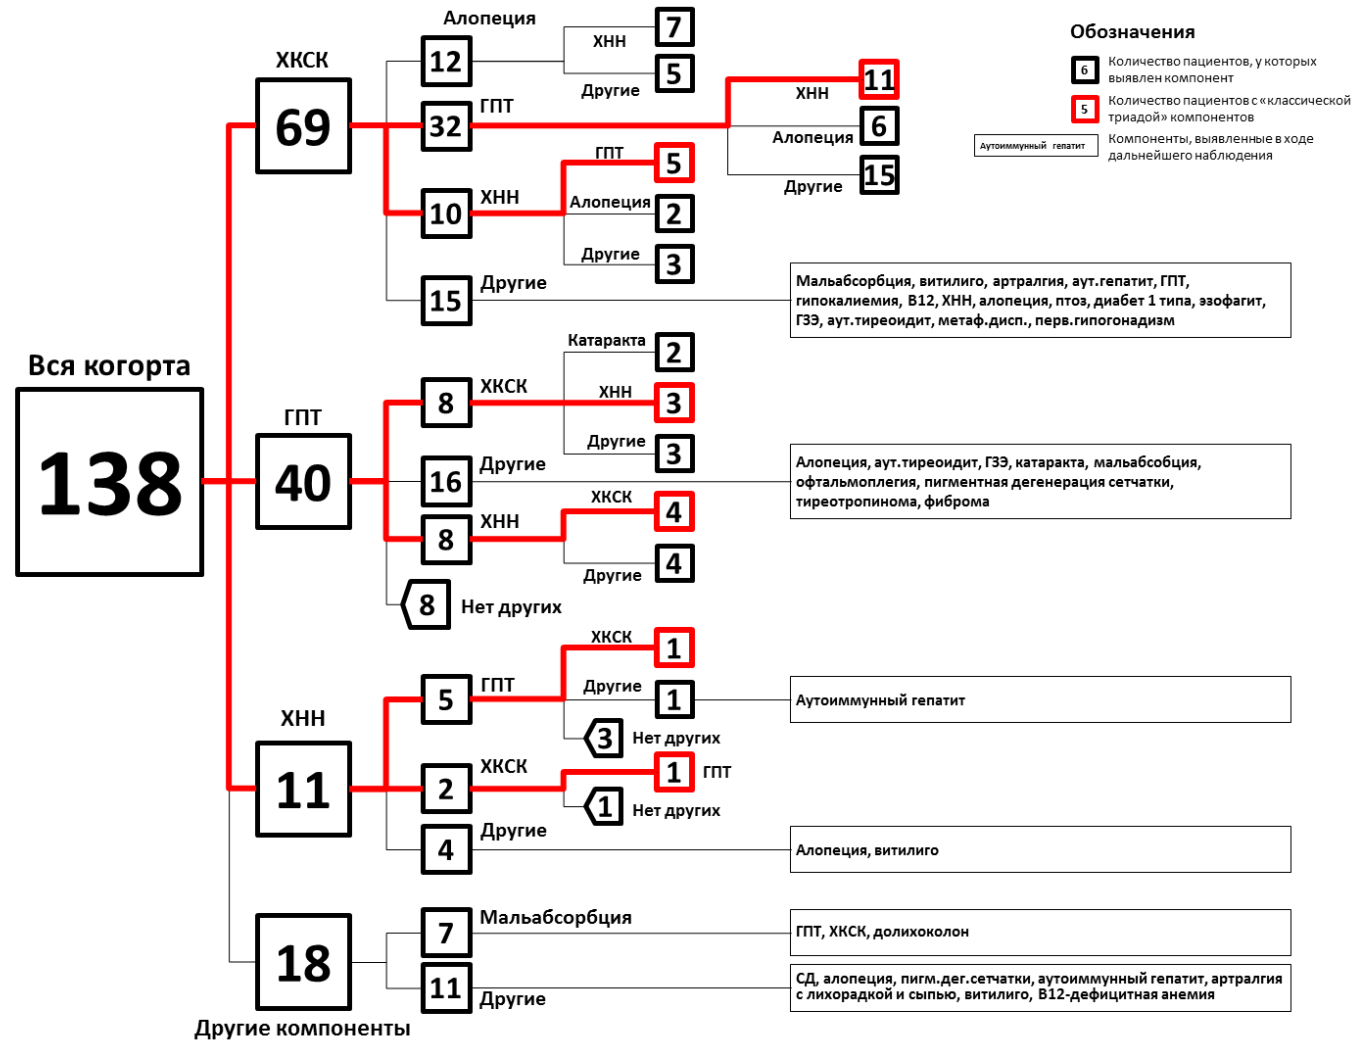 Обозначения
6
Количество пациентов, у которых
выявлен компонент
5
Количество пациентов с «классической
триадой» компонентов
Аутоиммунный гепатит
Компоненты, выявленные в ходе
дальнейшего наблюдения
Вся когорта
138
ХКСК
69
Алопеция
12
ХНН
7
Другие
5
ГПТ
32
ХНН
11
Алопеция
6
Другие
15
ХНН
10
ГПТ
5
Алопеция
2
Другие
3
Другие
15
Мальабсорбция, витилиго, артралгия, аут.гепатит, ГПТ,
гипокалиемия, В12, ХНН, алопеция, птоз, диабет 1 типа, эзофагит,
ГЗЭ, аут.тиреоидит, метаф.дисп., перв.гипогонадизм
ГПТ
40
ХКСК
8
Катаракта
2
ХНН
3
Другие
3
Другие
16
Алопеция, аут.тиреоидит, ГЗЭ, катаракта, мальабсобция,
офтальмоплегия, пигментная дегенерация сетчатки,
тиреотропинома, фиброма
ХНН
8
ХКСК
4
Другие
4
8
Нет других
ХНН
11
ГПТ
5
ХКСК
1
Другие
1
Аутоиммунный гепатит
3
Нет других
ХКСК
2
1
ГПТ
1
Нет других
Другие
4
Алопеция, витилиго
18
Другие компоненты
Мальабсорбция
7
ГПТ, ХКСК, долихоколон
11
Другие
СД, алопеция, пигм.дег.сетчатки, аутоиммунный гепатит, артралгия
с лихорадкой и сыпью, витилиго, В12-дефицитная анемия